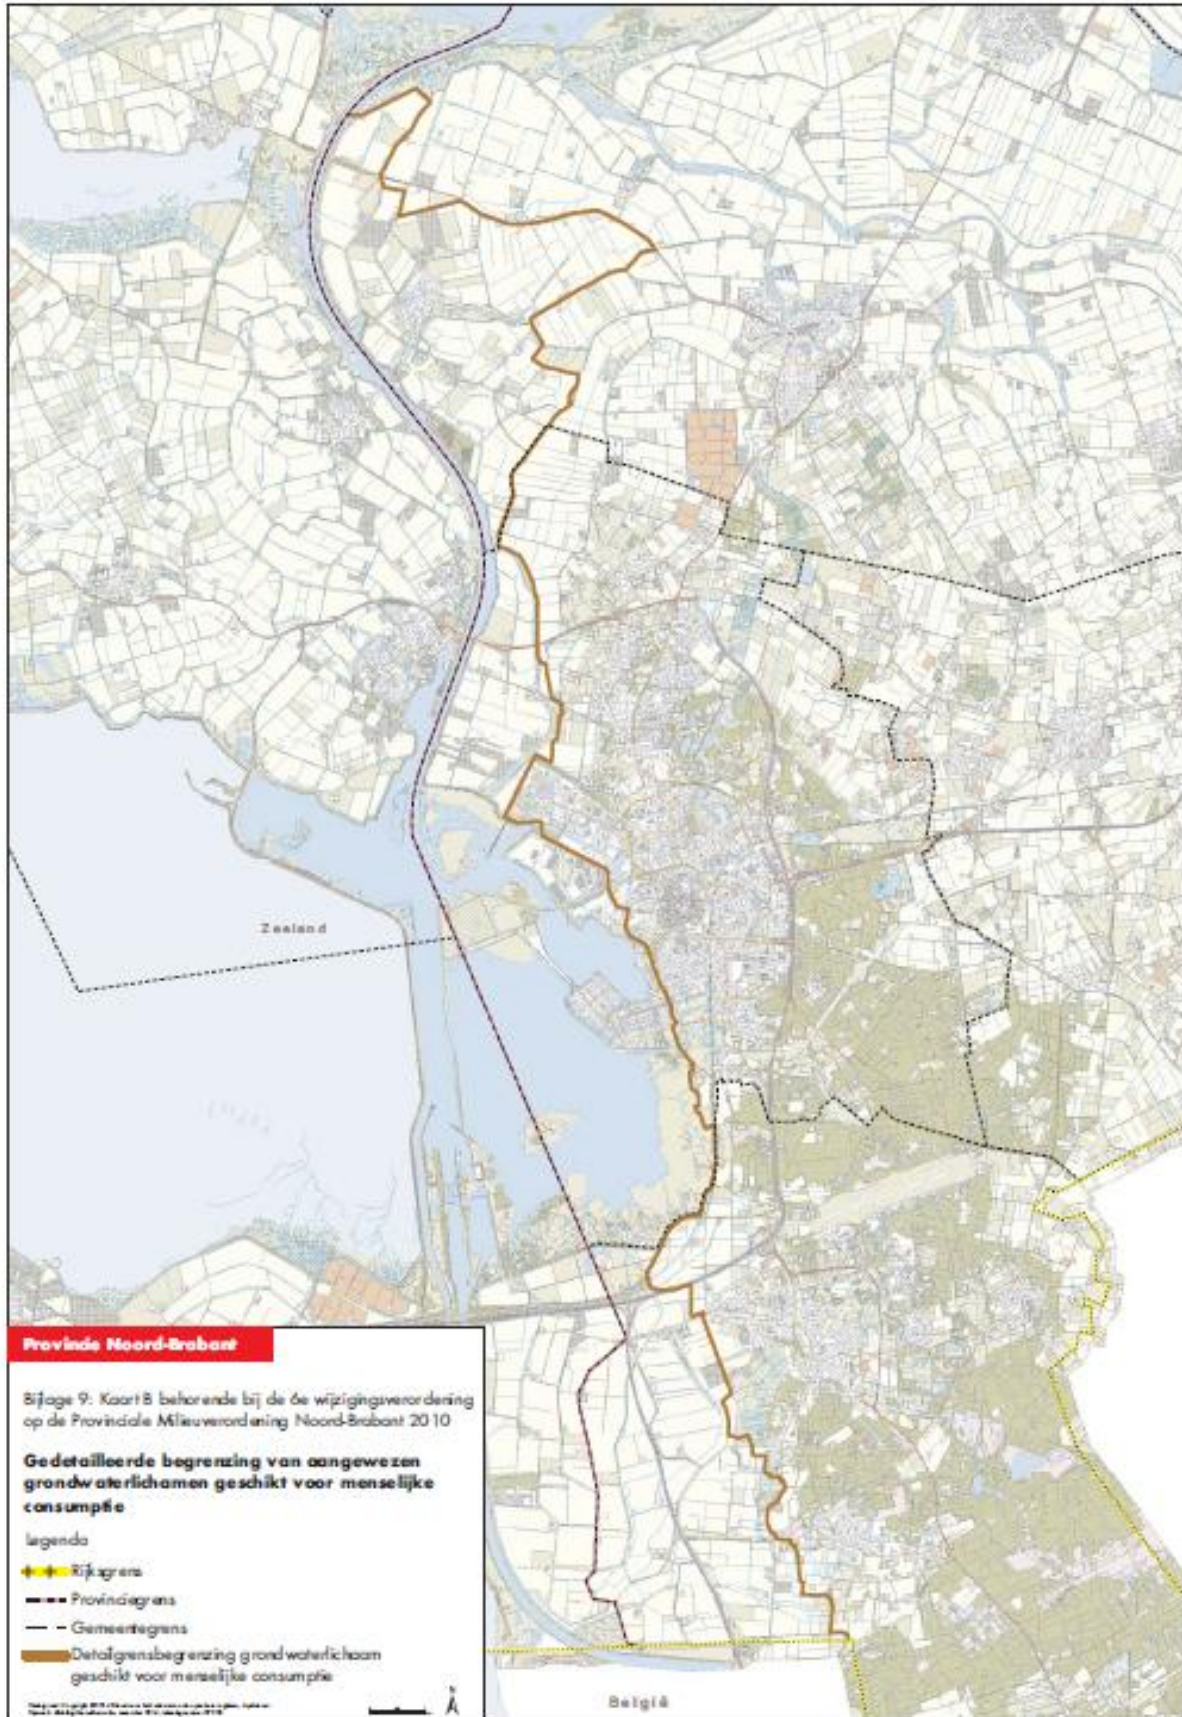 Zeeland
Provincie Noord-Brabant
Bijlage 9: Kaart B behorende bij de 6e wijzigingsverordening
op de Provinciale Milieuverordening Noord-Brabant 2010
Gedetailleerde begrenzing van aangewezen
grondwaterlichamen geschikt voor menselijke
consumptie
Legenda
Rijksgrens
Provinciegrens
Gemeentegrens
Detailgrensbegrenzing grondwaterlichaam
geschikt voor menselijke consumptie
N
België